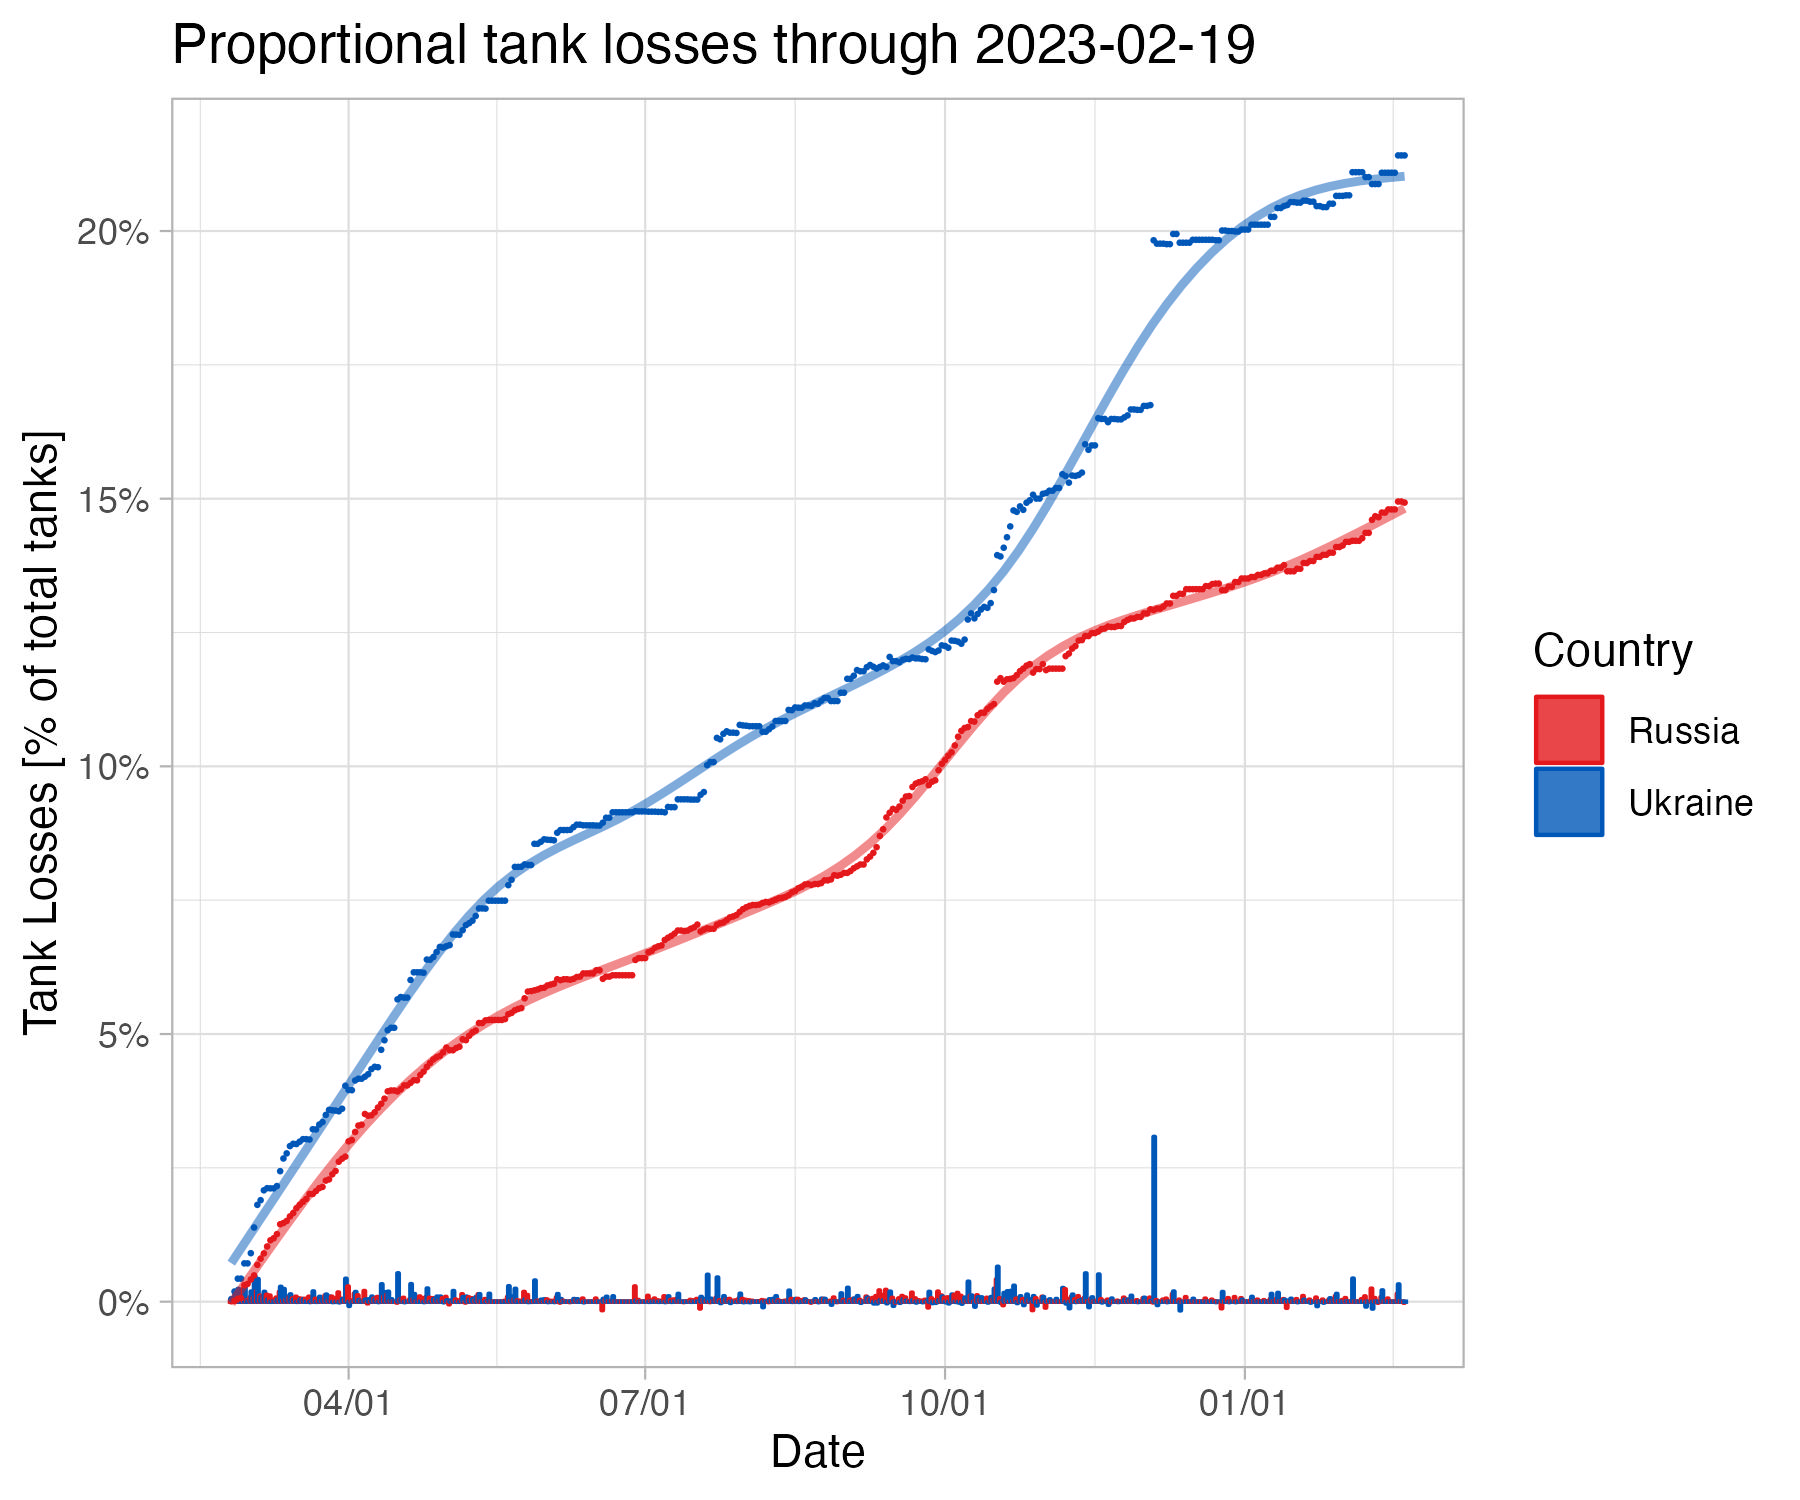 Proportional tank losses through 2023-02-19
Tank Losses [% of total tanks]
20%
15%
10%
5%
0%
04/01
07/01
10/01
01/01
Date
Country
Russia
Ukraine